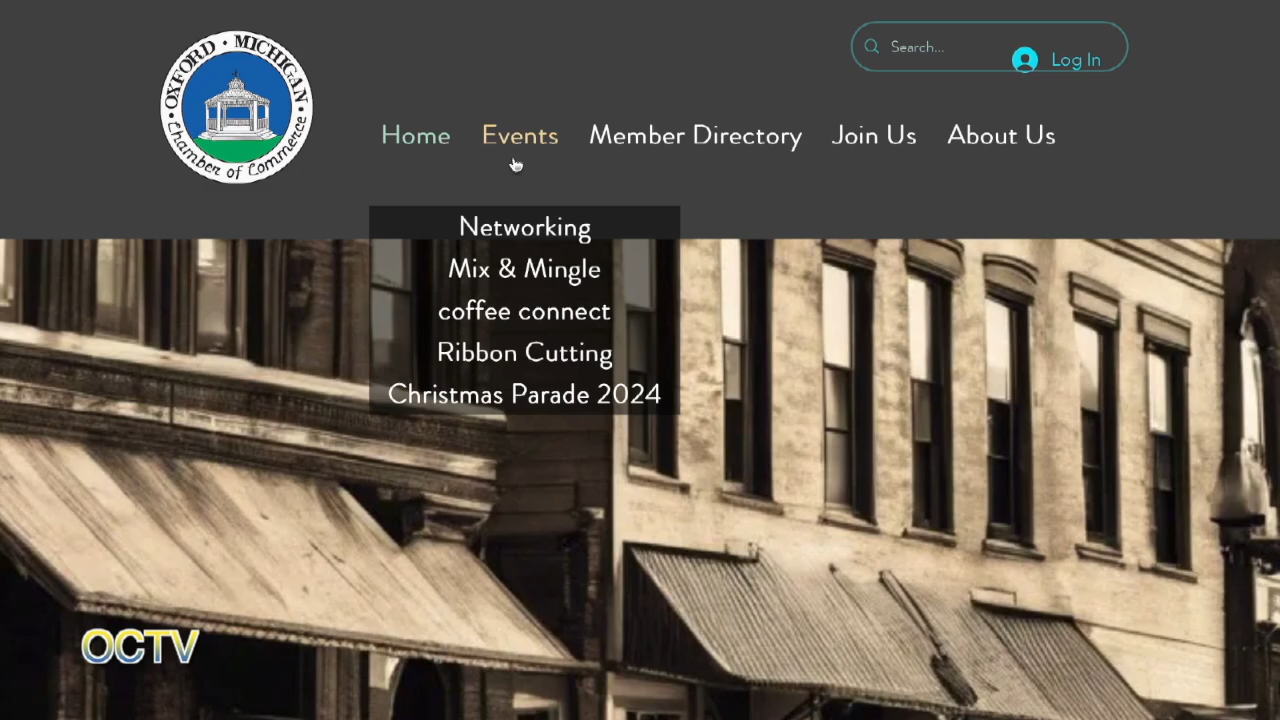 OXFORD · MICHIGAN
Chamber of Commerce
Search...
Log In
Home Events Member Directory Join Us About Us
Networking
Mix & Mingle
coffee connect
Ribbon Cutting
Christmas Parade 2024
OCTV